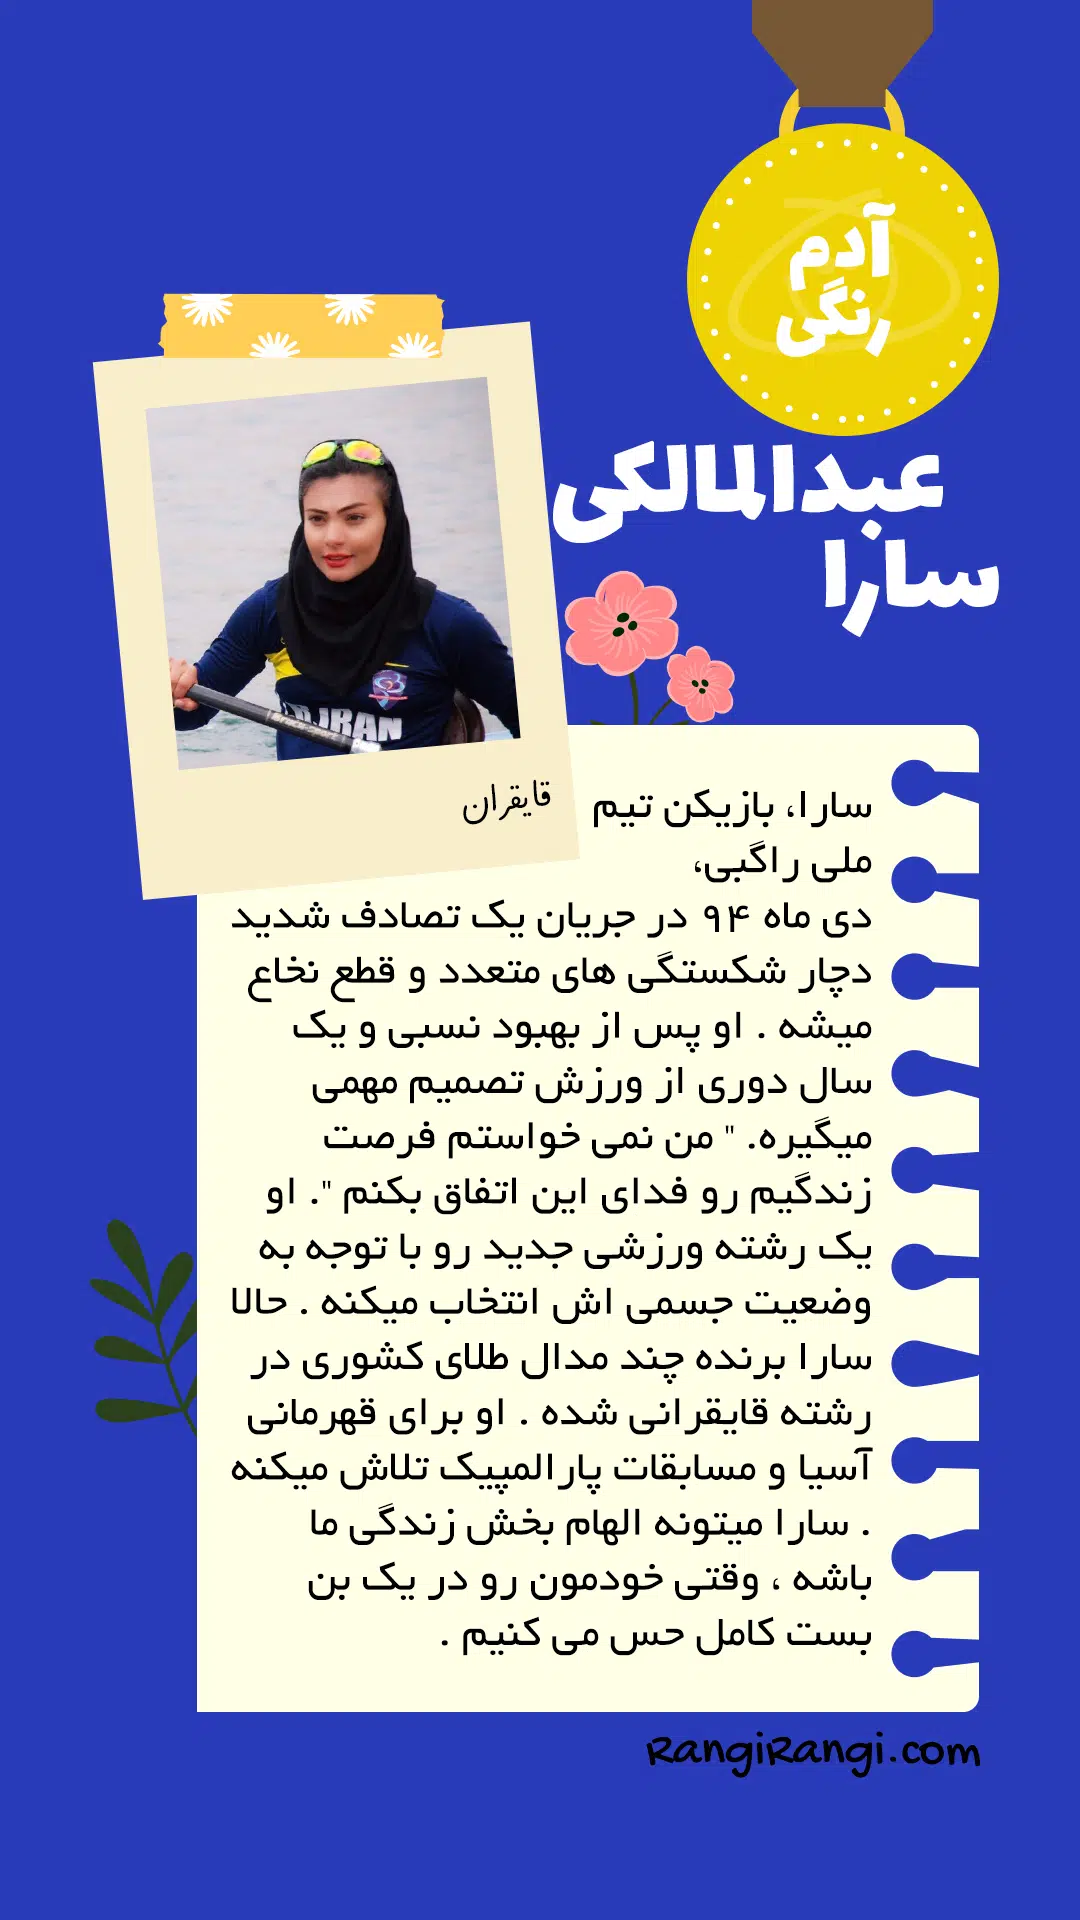 آدم
رنگی
عبدالمالکی
سارا
R.IRAN
قایقران
سارا، بازیکن تیم
ملی راگبی،
دی ماه ۹۴ در جریان یک تصادف شدید
دچار شکستگی های متعدد و قطع نخاع
میشه . او پس از بهبود نسبی و یک
سال دوری از ورزش تصمیم مهمی
میگیره. " من نمی خواستم فرصت
زندگیم رو فدای این اتفاق بکنم ". او
یک رشته ورزشی جدید رو با توجه به
وضعیت جسمی اش انتخاب میکنه . حالا
سارا برنده چند مدال طلای کشوری در
رشته قایقرانی شده . او برای قهرمانی
آسیا و مسابقات پارالمپیک تلاش میکنه
. سارا میتونه الهام بخش زندگی ما
باشه ، وقتی خودمون رو در یک بن
بست کامل حس می کنیم .
RangiRangi.com